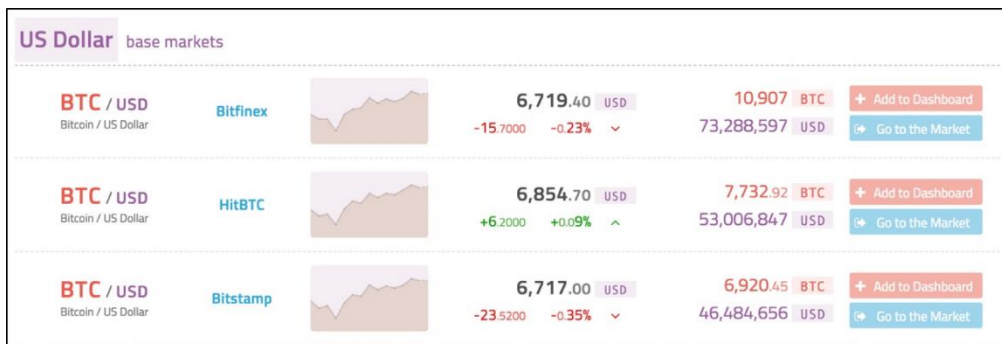 US Dollar base markets
BTC / USD
Bitcoin / US Dollar
Bitfinex
6,719.40 USD
-15.7000 -0.23%
10,907 BTC
73,288,597 USD
Add to Dashboard
Go to the Market
BTC / USD
Bitcoin / US Dollar
HitBTC
6,854.70 USD
+6.2000 +0.09%
7,732.92 BTC
53,006,847 USD
Add to Dashboard
Go to the Market
BTC / USD
Bitcoin / US Dollar
Bitstamp
6,717.00 USD
-23.5200 -0.35%
6,920.45 BTC
46,484,656 USD
Add to Dashboard
Go to the Market